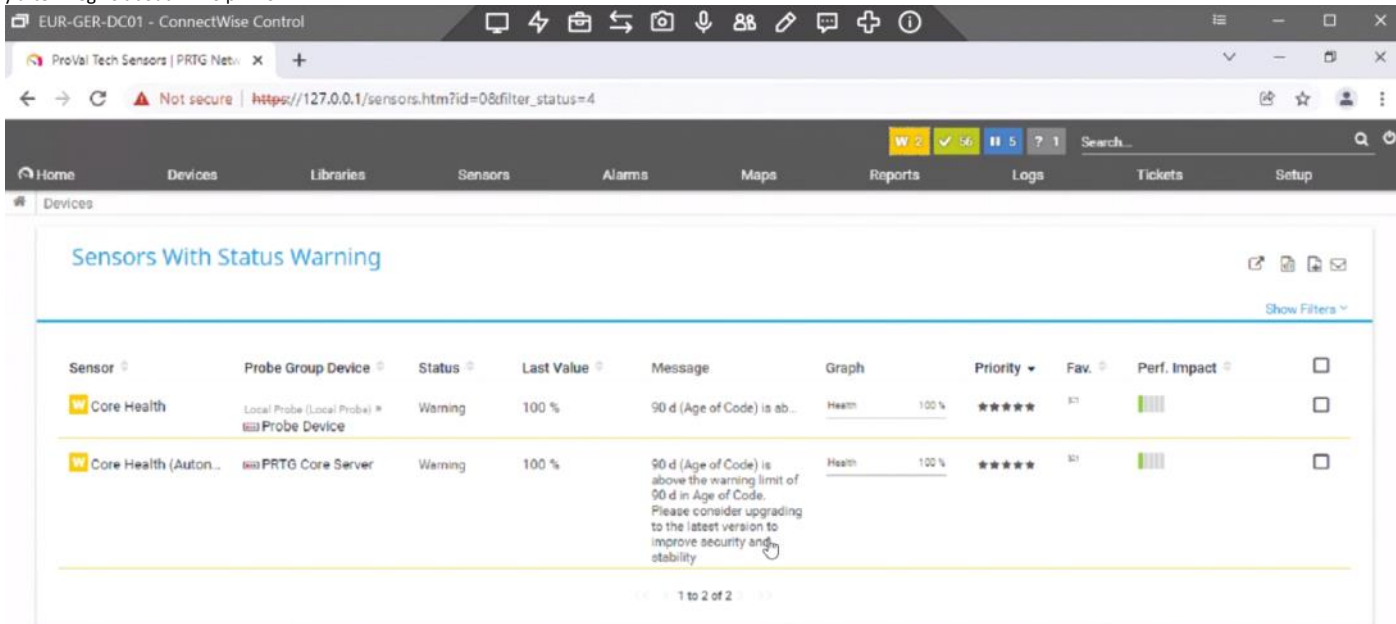 EUR-GER-DC01 - ConnectWise Control
ProVal Tech Sensors | PRTG Netw
Not secure | https://127.0.0.1/sensors.htm?id=0&filter_status=4
W 2 56 5 ? 1 Search...
Home Devices Libraries Sensors Alarms Maps Reports Logs Tickets Setup
Devices
Sensors With Status Warning
Show Filters
Sensor Probe Group Device Status Last Value Message Graph Priority Fav. Perf. Impact
W Core Health Local Probe (Local Probe) » Warning 100 % 90 d (Age of Code) is ab... Health 100 % ★★★★★
Probe Device
W Core Health (Auton... PRTG Core Server Warning 100 % 90 d (Age of Code) is Health 100 % ★★★★★
above the warning limit of
90 d in Age of Code.
Please consider upgrading
to the latest version to
improve security and
stability
1 to 2 of 2